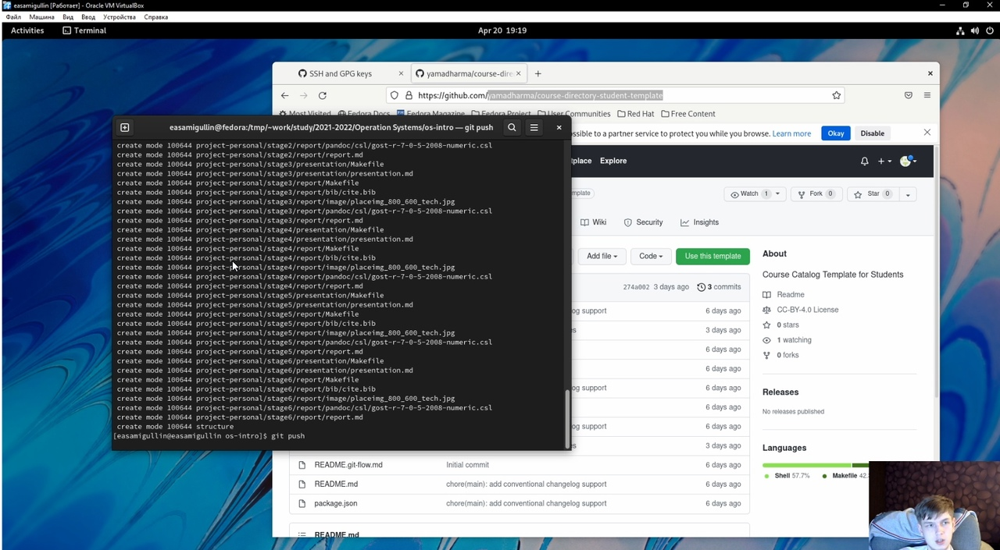 easamigullin [Работает] - Oracle VM VirtualBox
Файл Машина Вид Ввод Устройства Справка
Activities Terminal Apr 20 19:19
SSH and GPG keys × yamadharma/course-dire × +
https://github.com/yamadharma/course-directory-student-template
Most Visited Fedora Docs Fedora Magazine Fedora Project User Communities Red Hat Free Content
easamigullin@fedora:/tmp/~work/study/2021-2022/Operation Systems/os-intro — git push
ssible to a partner service to protect you while you browse. Learn more Okay Disable
create mode 100644 project-personal/stage2/report/pandoc/csl/gost-r-7-0-5-2008-numeric.csl
create mode 100644 project-personal/stage2/report/report.md
create mode 100644 project-personal/stage3/presentation/Makefile
create mode 100644 project-personal/stage3/presentation/presentation.md
create mode 100644 project-personal/stage3/report/Makefile
create mode 100644 project-personal/stage3/report/bib/cite.bib
create mode 100644 project-personal/stage3/report/image/placeimg_800_600_tech.jpg
create mode 100644 project-personal/stage3/report/pandoc/csl/gost-r-7-0-5-2008-numeric.csl
create mode 100644 project-personal/stage3/report/report.md
create mode 100644 project-personal/stage4/presentation/Makefile
create mode 100644 project-personal/stage4/presentation/presentation.md
create mode 100644 project-personal/stage4/report/Makefile
create mode 100644 project-personal/stage4/report/bib/cite.bib
create mode 100644 project-personal/stage4/report/image/placeimg_800_600_tech.jpg
create mode 100644 project-personal/stage4/report/pandoc/csl/gost-r-7-0-5-2008-numeric.csl
create mode 100644 project-personal/stage4/report/report.md
create mode 100644 project-personal/stage5/presentation/Makefile
create mode 100644 project-personal/stage5/presentation/presentation.md
create mode 100644 project-personal/stage5/report/Makefile
create mode 100644 project-personal/stage5/report/bib/cite.bib
create mode 100644 project-personal/stage5/report/image/placeimg_800_600_tech.jpg
create mode 100644 project-personal/stage5/report/pandoc/csl/gost-r-7-0-5-2008-numeric.csl
create mode 100644 project-personal/stage5/report/report.md
create mode 100644 project-personal/stage6/presentation/Makefile
create mode 100644 project-personal/stage6/presentation/presentation.md
create mode 100644 project-personal/stage6/report/Makefile
create mode 100644 project-personal/stage6/report/bib/cite.bib
create mode 100644 project-personal/stage6/report/image/placeimg_800_600_tech.jpg
create mode 100644 project-personal/stage6/report/pandoc/csl/gost-r-7-0-5-2008-numeric.csl
create mode 100644 project-personal/stage6/report/report.md
create mode 100644 structure
[easamigullin@easamigullin os-intro]$ git push
tplace Explore
mplate Watch 1 Fork 0 Star 0
Wiki Security Insights
Add file Code Use this template
274a002 3 days ago 3 commits
og support 6 days ago
es 3 days ago
6 days ago
og support 6 days ago
6 days ago
og support 6 days ago
es 3 days ago
README.git-flow.md Initial commit 6 days ago
README.md chore(main): add conventional changelog support 6 days ago
package.json chore(main): add conventional changelog support 6 days ago
README.md
About
Course Catalog Template for Students
Readme
CC-BY-4.0 License
0 stars
1 watching
0 forks
Releases
No releases published
Languages
Shell 57.7% Makefile 42.